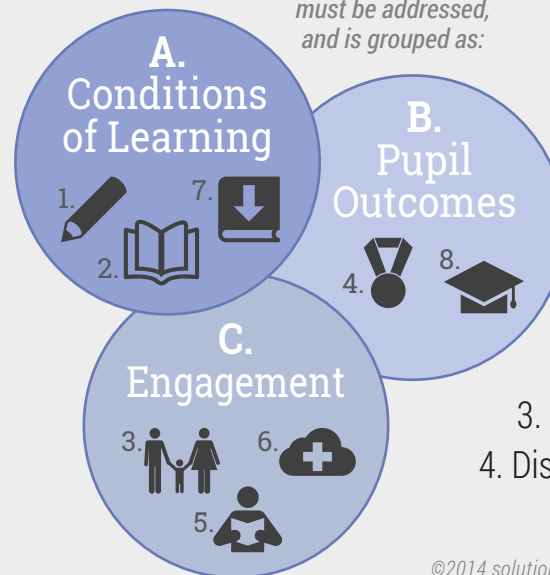 must be addressed,
and is grouped as:
A.
Conditions
of Learning
1.
7.
2.
B.
Pupil
Outcomes
4.
8.
C.
Engagement
3.
6.
5.
3.
4. Dis
©2014 solution